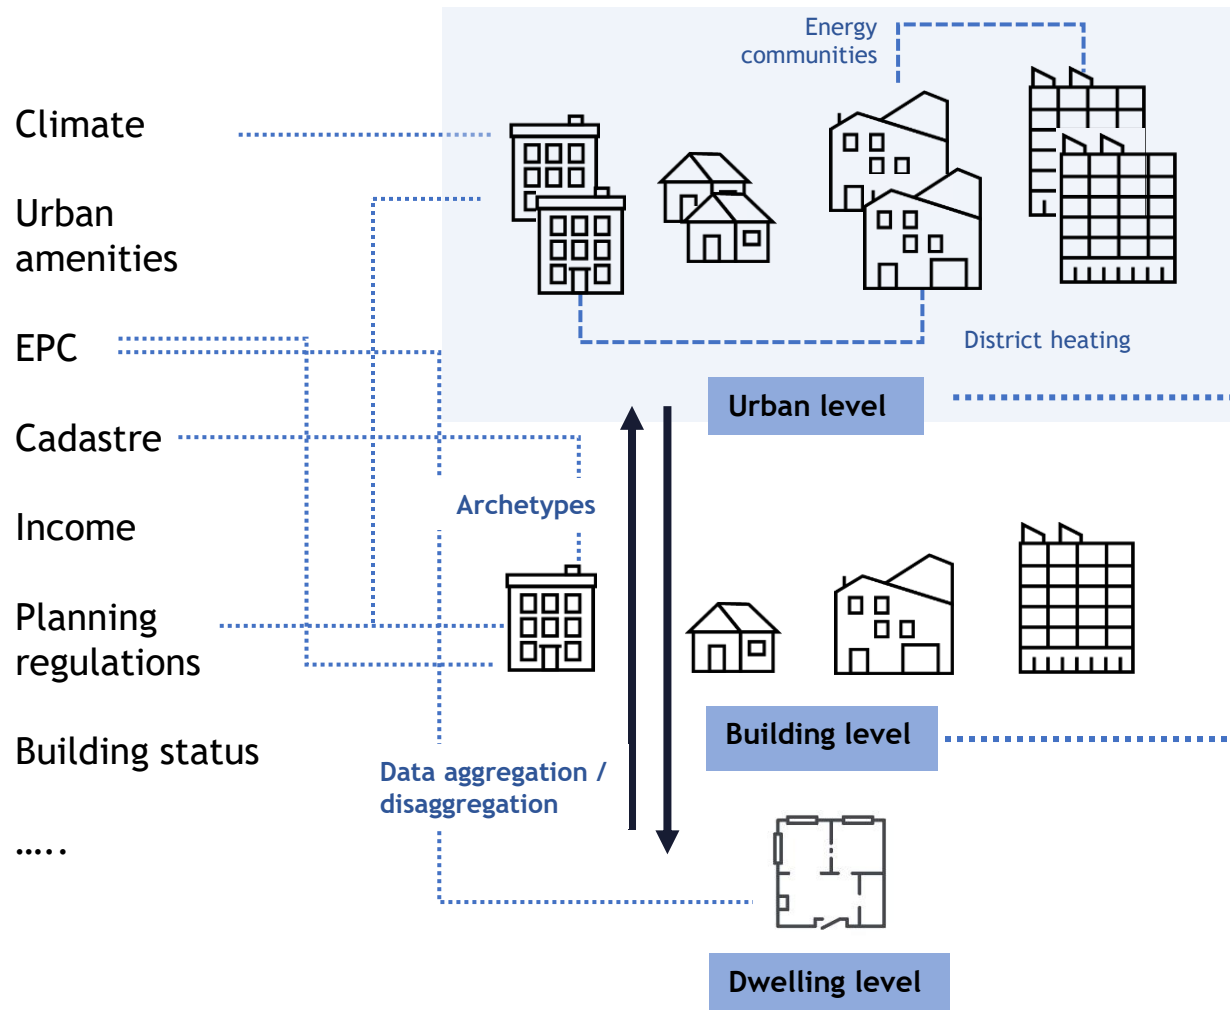 Energy
communities
Climate
Urban
amenities
EPC
District heating
Urban level
Cadastre
Archetypes
Income
Planning
regulations
Building level
Building status
Data aggregation /
disaggregation
…..
Dwelling level